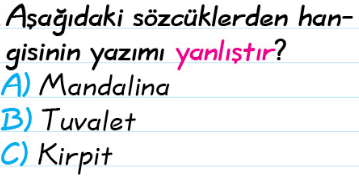 Aşağıdaki sözcüklerden han-
gisinin yazımı yanlıştır?
A) Mandalina
B) Tuvalet
C) Kirpit